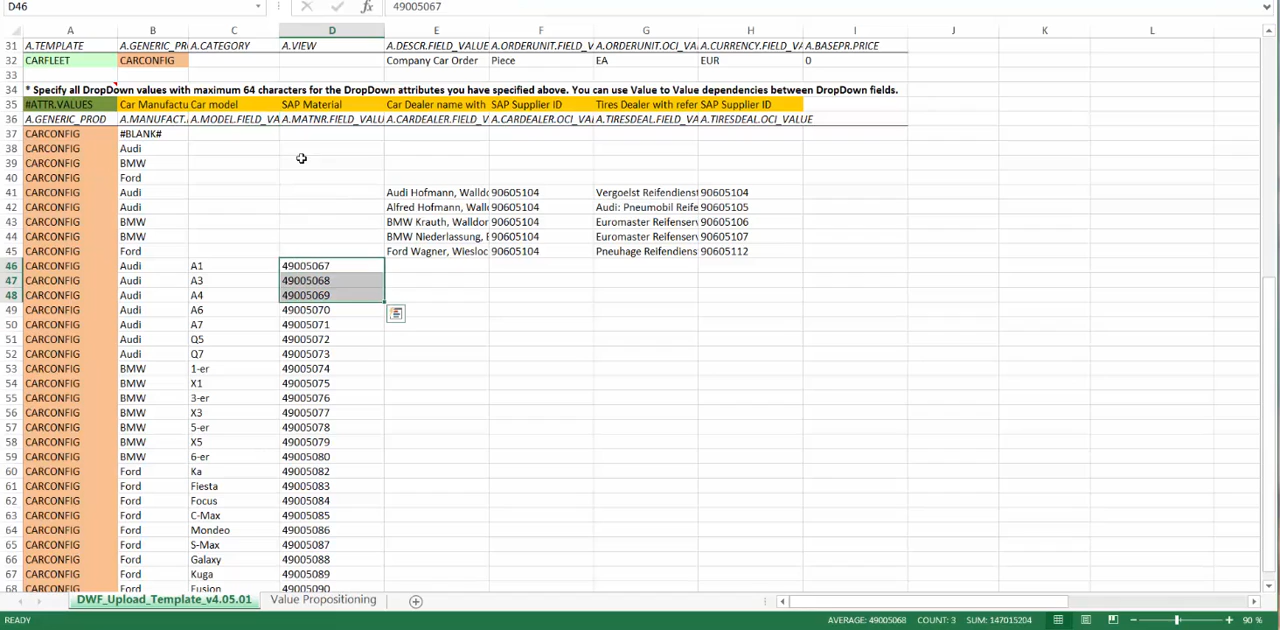 D46 49005067
A B C D E F G H I J K L
31 A.TEMPLATE A.GENERIC_PR A.CATEGORY A.VIEW A.DESCR.FIELD_VALUE A.ORDERUNIT.FIELD_V A.ORDERUNIT.OCI_VAL A.CURRENCY.FIELD_VA A.BASEPR.PRICE
32 CARFLEET CARCONFIG Company Car Order Piece EA EUR 0
33
34 * Specify all DropDown values with maximum 64 characters for the DropDown attributes you have specified above. You can use Value to Value dependencies between DropDown fields.
35 #ATTR.VALUES Car Manufactu Car model SAP Material Car Dealer name with SAP Supplier ID Tires Dealer with refer SAP Supplier ID
36 A.GENERIC_PROD A.MANUFACT. A.MODEL.FIELD_VA A.MATNR.FIELD_VALU A.CARDEALER.FIELD_V A.CARDEALER.OCI_VA A.TIRESDEAL.FIELD_VA A.TIRESDEAL.OCI_VALUE
37 CARCONFIG #BLANK#
38 CARCONFIG Audi
39 CARCONFIG BMW
40 CARCONFIG Ford
41 CARCONFIG Audi Audi Hofmann, Walldo 90605104 Vergoelst Reifendienst 90605104
42 CARCONFIG Audi Alfred Hofmann, Wall 90605104 Audi: Pneumobil Reife 90605105
43 CARCONFIG BMW BMW Krauth, Walldor 90605104 Euromaster Reifenserv 90605106
44 CARCONFIG BMW BMW Niederlassung, 90605104 Euromaster Reifenserv 90605107
45 CARCONFIG Ford Ford Wagner, Wiesloc 90605104 Pneuhage Reifendiens 90605112
46 CARCONFIG Audi A1 49005067
47 CARCONFIG Audi A3 49005068
48 CARCONFIG Audi A4 49005069
49 CARCONFIG Audi A6 49005070
50 CARCONFIG Audi A7 49005071
51 CARCONFIG Audi Q5 49005072
52 CARCONFIG Audi Q7 49005073
53 CARCONFIG BMW 1-er 49005074
54 CARCONFIG BMW X1 49005075
55 CARCONFIG BMW 3-er 49005076
56 CARCONFIG BMW X3 49005077
57 CARCONFIG BMW 5-er 49005078
58 CARCONFIG BMW X5 49005079
59 CARCONFIG BMW 6-er 49005080
60 CARCONFIG Ford Ka 49005082
61 CARCONFIG Ford Fiesta 49005083
62 CARCONFIG Ford Focus 49005084
63 CARCONFIG Ford C-Max 49005085
64 CARCONFIG Ford Mondeo 49005086
65 CARCONFIG Ford S-Max 49005087
66 CARCONFIG Ford Galaxy 49005088
67 CARCONFIG Ford Kuga 49005089
68 CARCONFIG Ford Fusion 49005090
DWF_Upload_Template_v4.05.01 Value Propositioning
READY AVERAGE: 49005068 COUNT: 3 SUM: 147015204 90 %